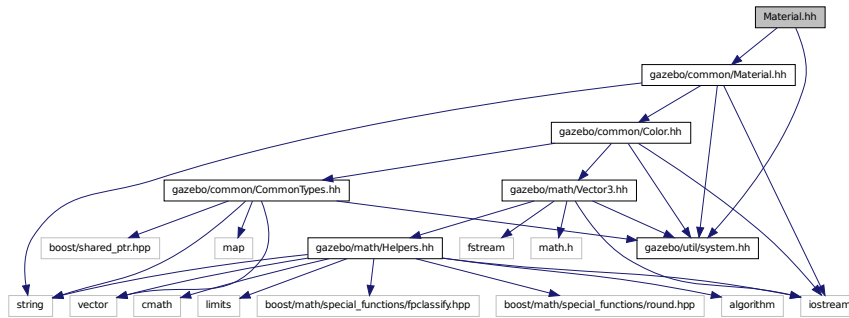 Material.hh
gazebo/common/Material.hh
gazebo/common/Color.hh
gazebo/common/CommonTypes.hh
gazebo/math/Vector3.hh
boost/shared_ptr.hpp
map
gazebo/math/Helpers.hh
fstream
math.h
gazebo/util/system.hh
string
vector
cmath
limits
boost/math/special_functions/fpclassify.hpp
boost/math/special_functions/round.hpp
algorithm
iostream